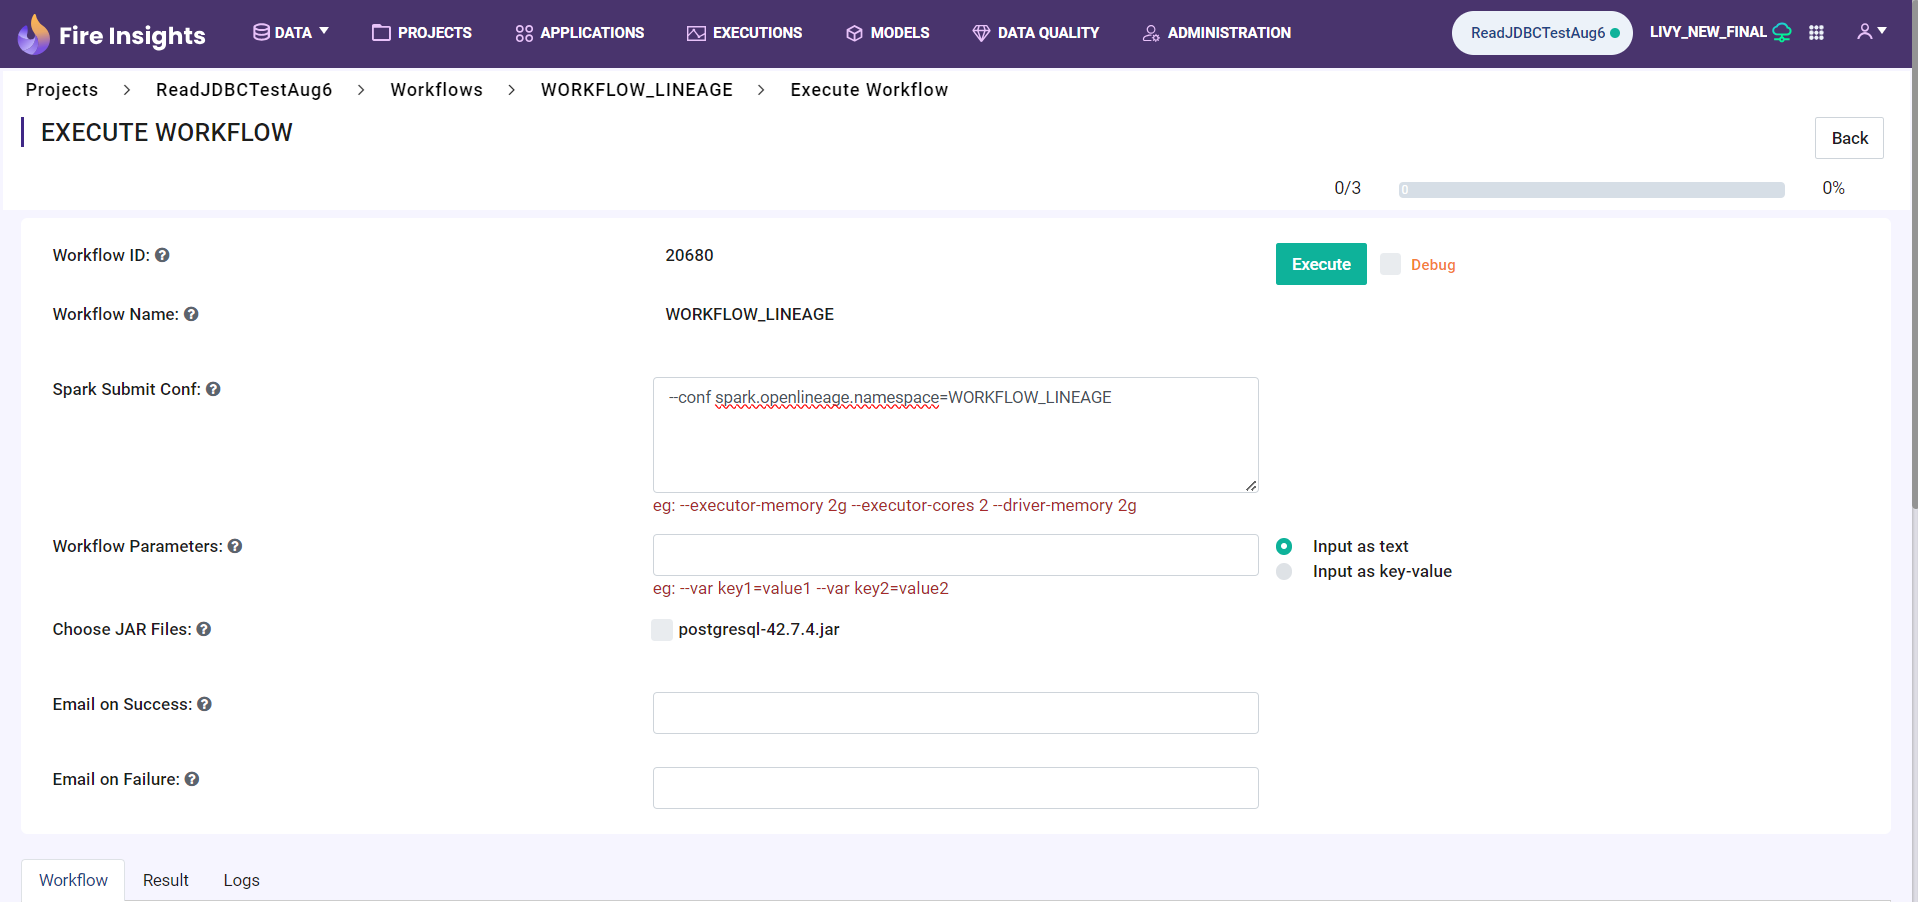 Fire Insights DATA PROJECTS APPLICATIONS EXECUTIONS MODELS DATA QUALITY ADMINISTRATION ReadJDBCTestAug6 LIVY_NEW_FINAL
Projects > ReadJDBCTestAug6 > Workflows > WORKFLOW_LINEAGE > Execute Workflow
EXECUTE WORKFLOW
Back
0/3 0 0%
Workflow ID: 20680
Execute Debug
Workflow Name: WORKFLOW_LINEAGE
Spark Submit Conf: --conf spark.openlineage.namespace=WORKFLOW_LINEAGE
eg: --executor-memory 2g --executor-cores 2 --driver-memory 2g
Workflow Parameters: Input as text
Input as key-value
eg: --var key1=value1 --var key2=value2
Choose JAR Files: postgresql-42.7.4.jar
Email on Success:
Email on Failure:
Workflow Result Logs